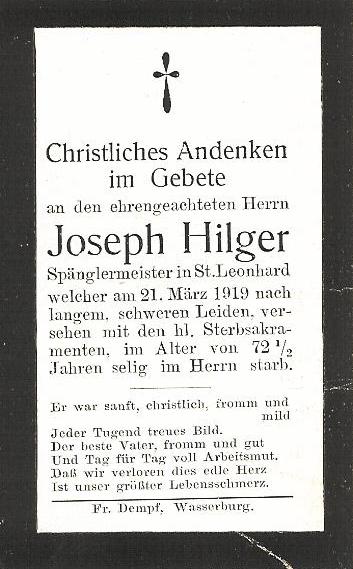 Christliches Andenken
im Gebete
an den ehrengeachteten Herrn
Joseph Hilger
Spänglermeister in St. Leonhard
welcher am 21. März 1919 nach
langem, schweren Leiden, ver-
sehen mit den hl. Sterbsakra-
menten, im Alter von 72 1/2
Jahren selig im Herrn starb.
Er war sanft, christlich, fromm und
mild
Jeder Tugend treues Bild.
Der beste Vater, fromm und gut
Und Tag für Tag voll Arbeitsmut.
Daß wir verloren dies edle Herz
Ist unser größter Lebensschmerz.
Fr. Dempf, Wasserburg.